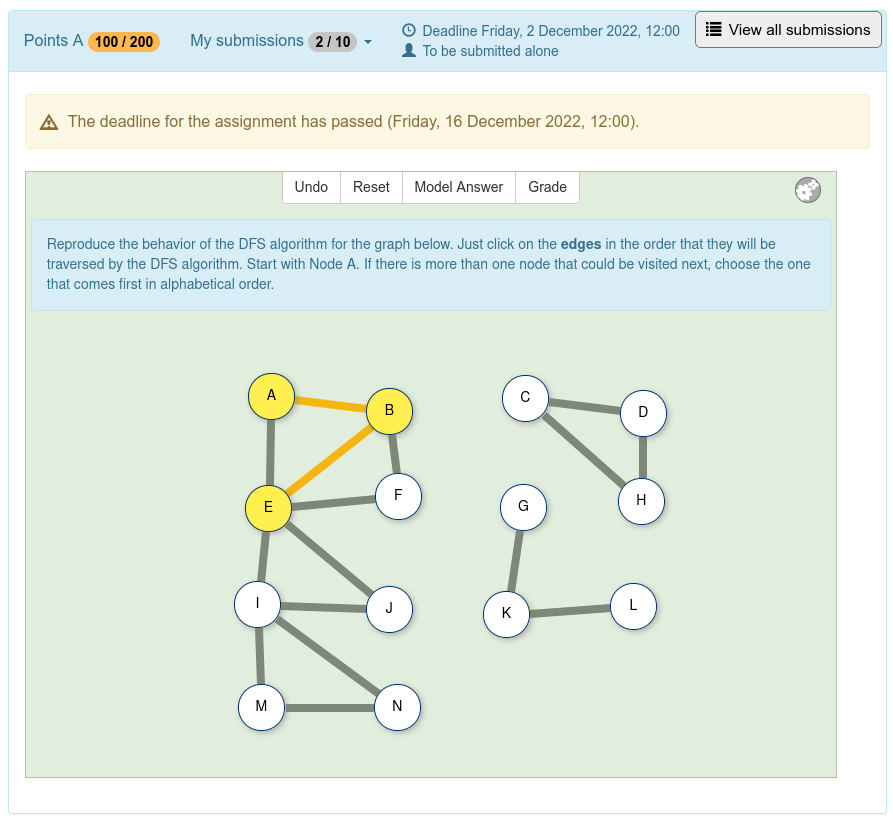 Points A 100 / 200 My submissions 2 / 10
Deadline Friday, 2 December 2022, 12:00
To be submitted alone
View all submissions
The deadline for the assignment has passed (Friday, 16 December 2022, 12:00).
Undo Reset Model Answer Grade
Reproduce the behavior of the DFS algorithm for the graph below. Just click on the edges in the order that they will be
traversed by the DFS algorithm. Start with Node A. If there is more than one node that could be visited next, choose the one
that comes first in alphabetical order.
A B C D
E F G H
I J K L
M N